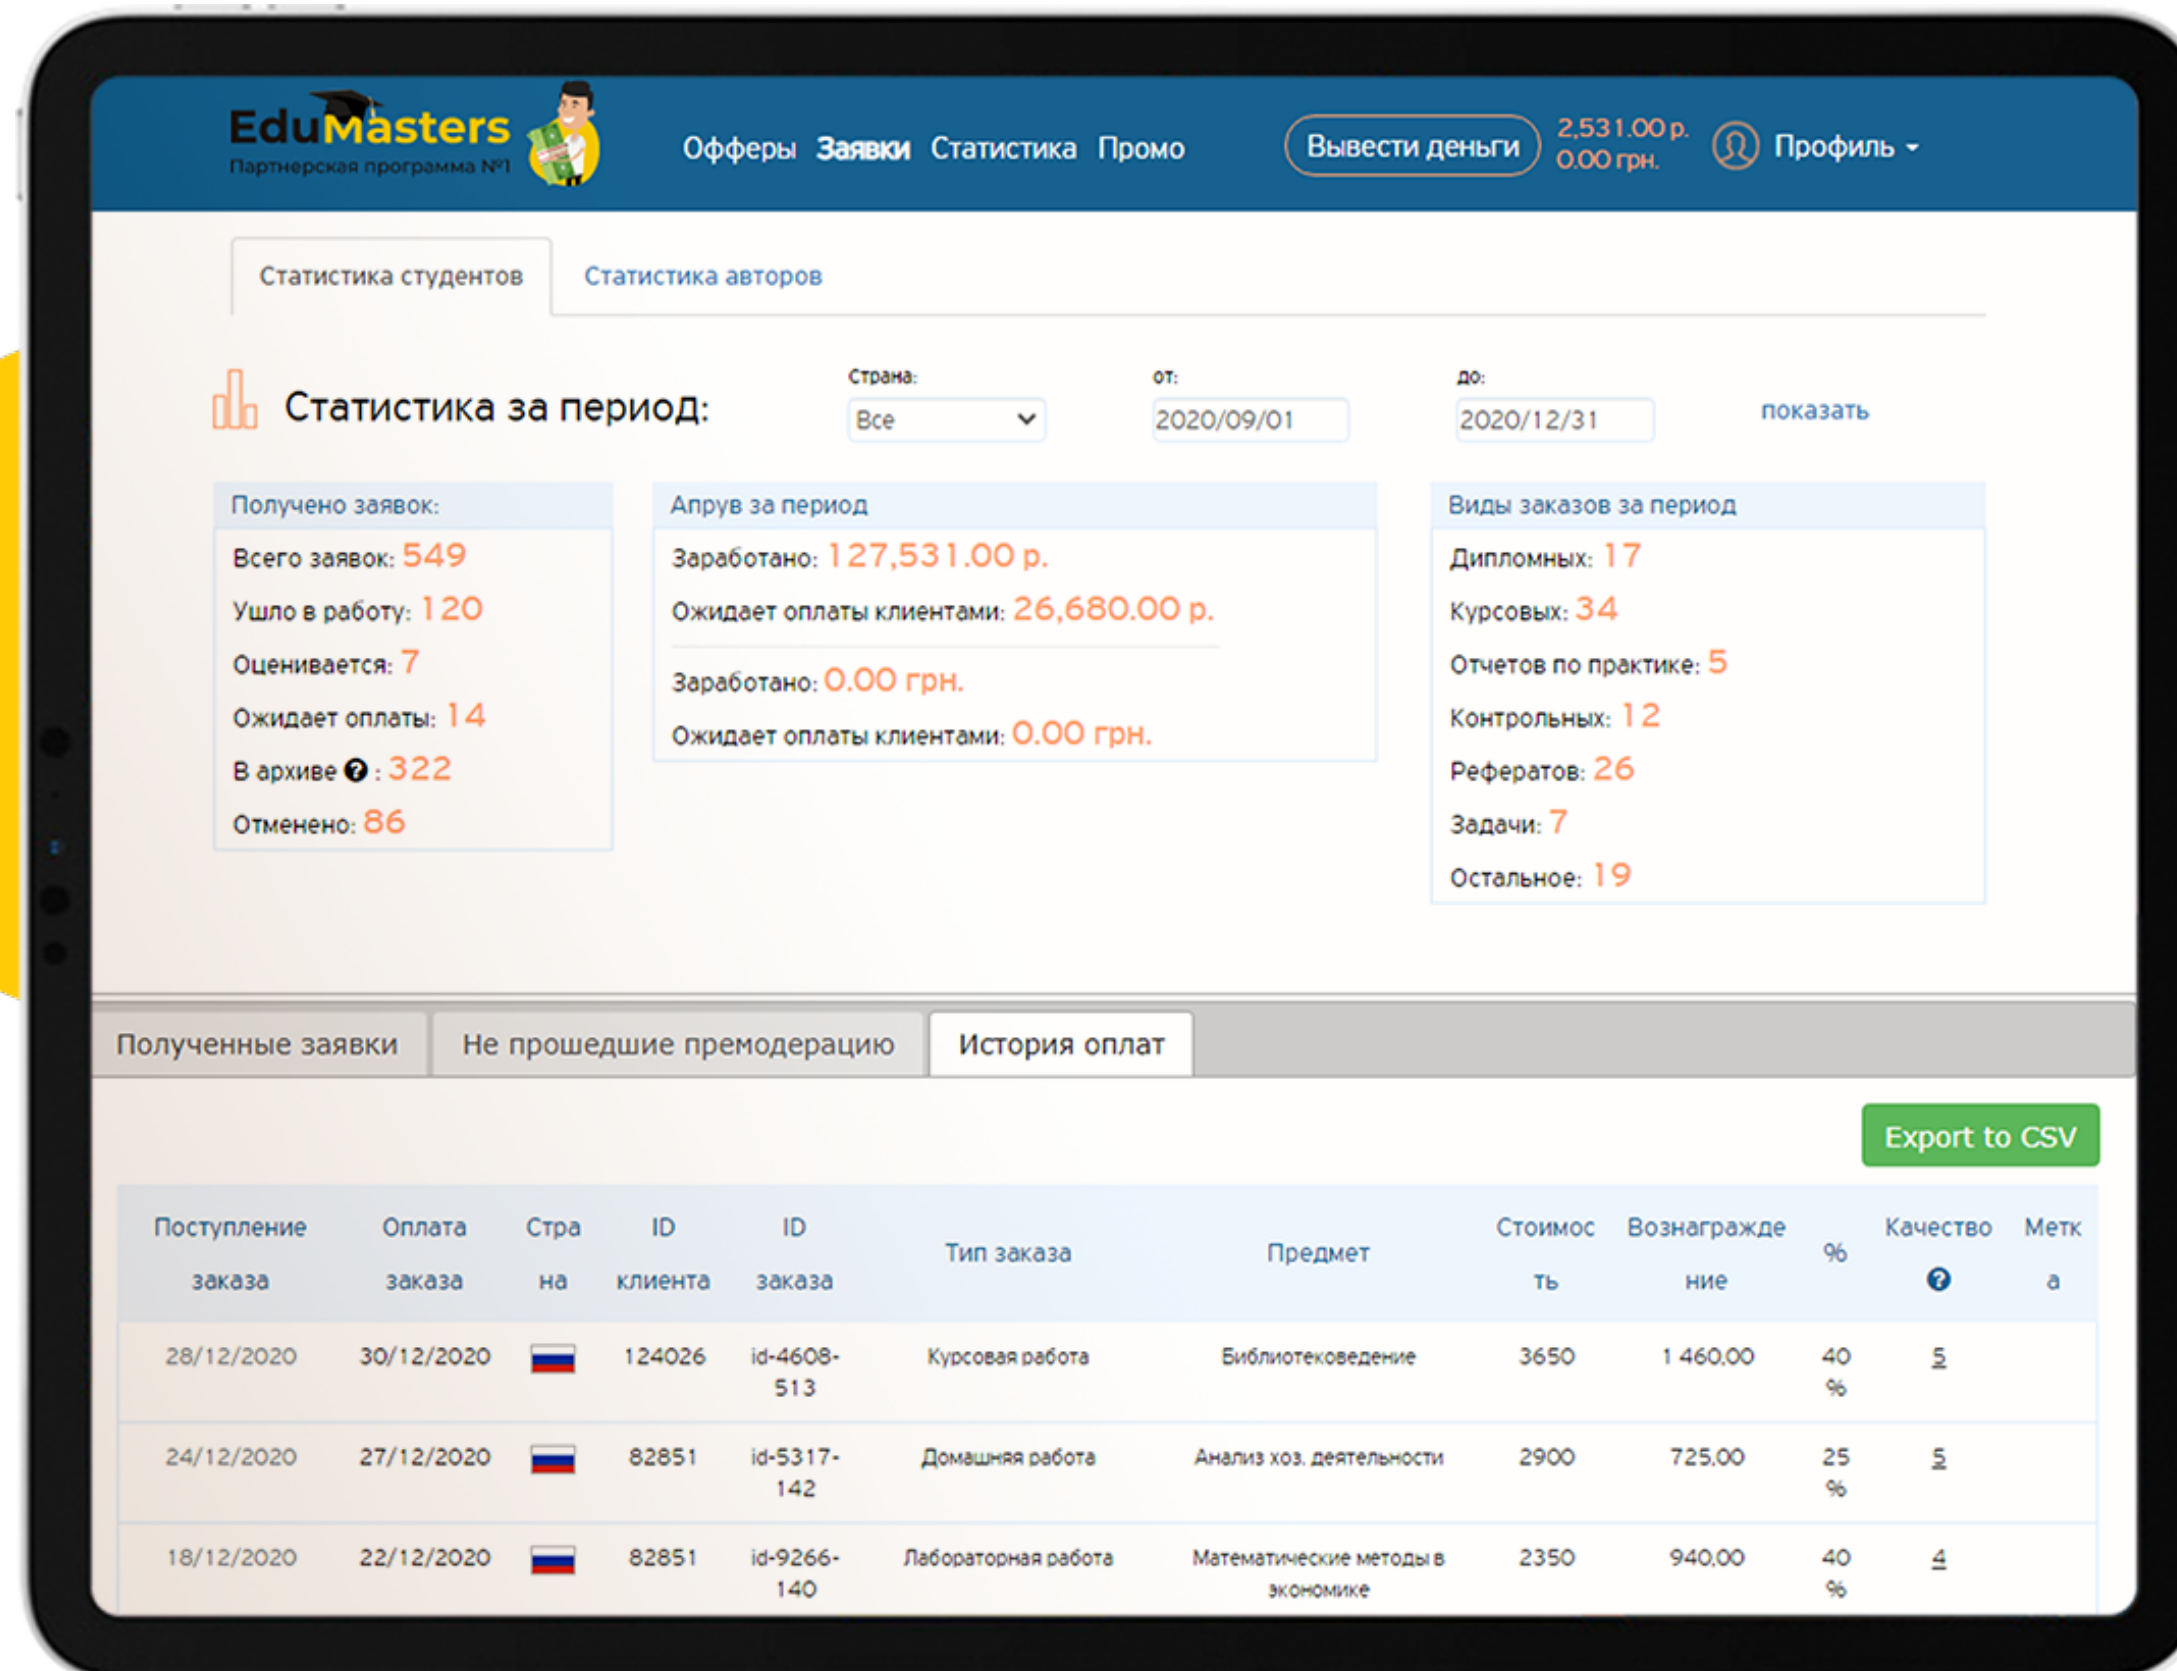 EduMasters
Партнерская программа №1
Офферы Заявки Статистика Промо
Вывести деньги
2,531.00 р.
0.00 грн.
Профиль
Статистика студентов
Статистика авторов
Статистика за период:
Страна:
Все
от:
2020/09/01
до:
2020/12/31
показать
Получено заявок:
Всего заявок: 549
Ушло в работу: 120
Оценивается: 7
Ожидает оплаты: 14
В архиве ? : 322
Отменено: 86
Апрув за период
Заработано: 127,531.00 р.
Ожидает оплаты клиентами: 26,680.00 р.
Заработано: 0.00 грн.
Ожидает оплаты клиентами: 0.00 грн.
Виды заказов за период
Дипломных: 17
Курсовых: 34
Отчетов по практике: 5
Контрольных: 12
Рефератов: 26
Задачи: 7
Остальное: 19
Полученные заявки
Не прошедшие премодерацию
История оплат
Export to CSV
Поступление
заказа
Оплата
заказа
Стра
на
ID
клиента
ID
заказа
Тип заказа
Предмет
Стоимос
ть
Вознагражде
ние
%
Качество
?
Метк
а
28/12/2020 30/12/2020 124026 id-4608- Курсовая работа Библиотековедение 3650 1 460,00 40 5
513 %
24/12/2020 27/12/2020 82851 id-5317- Домашняя работа Анализ хоз. деятельности 2900 725,00 25 5
142 %
18/12/2020 22/12/2020 82851 id-9266- Лабораторная работа Математические методы в 2350 940,00 40 4
140 экономике %